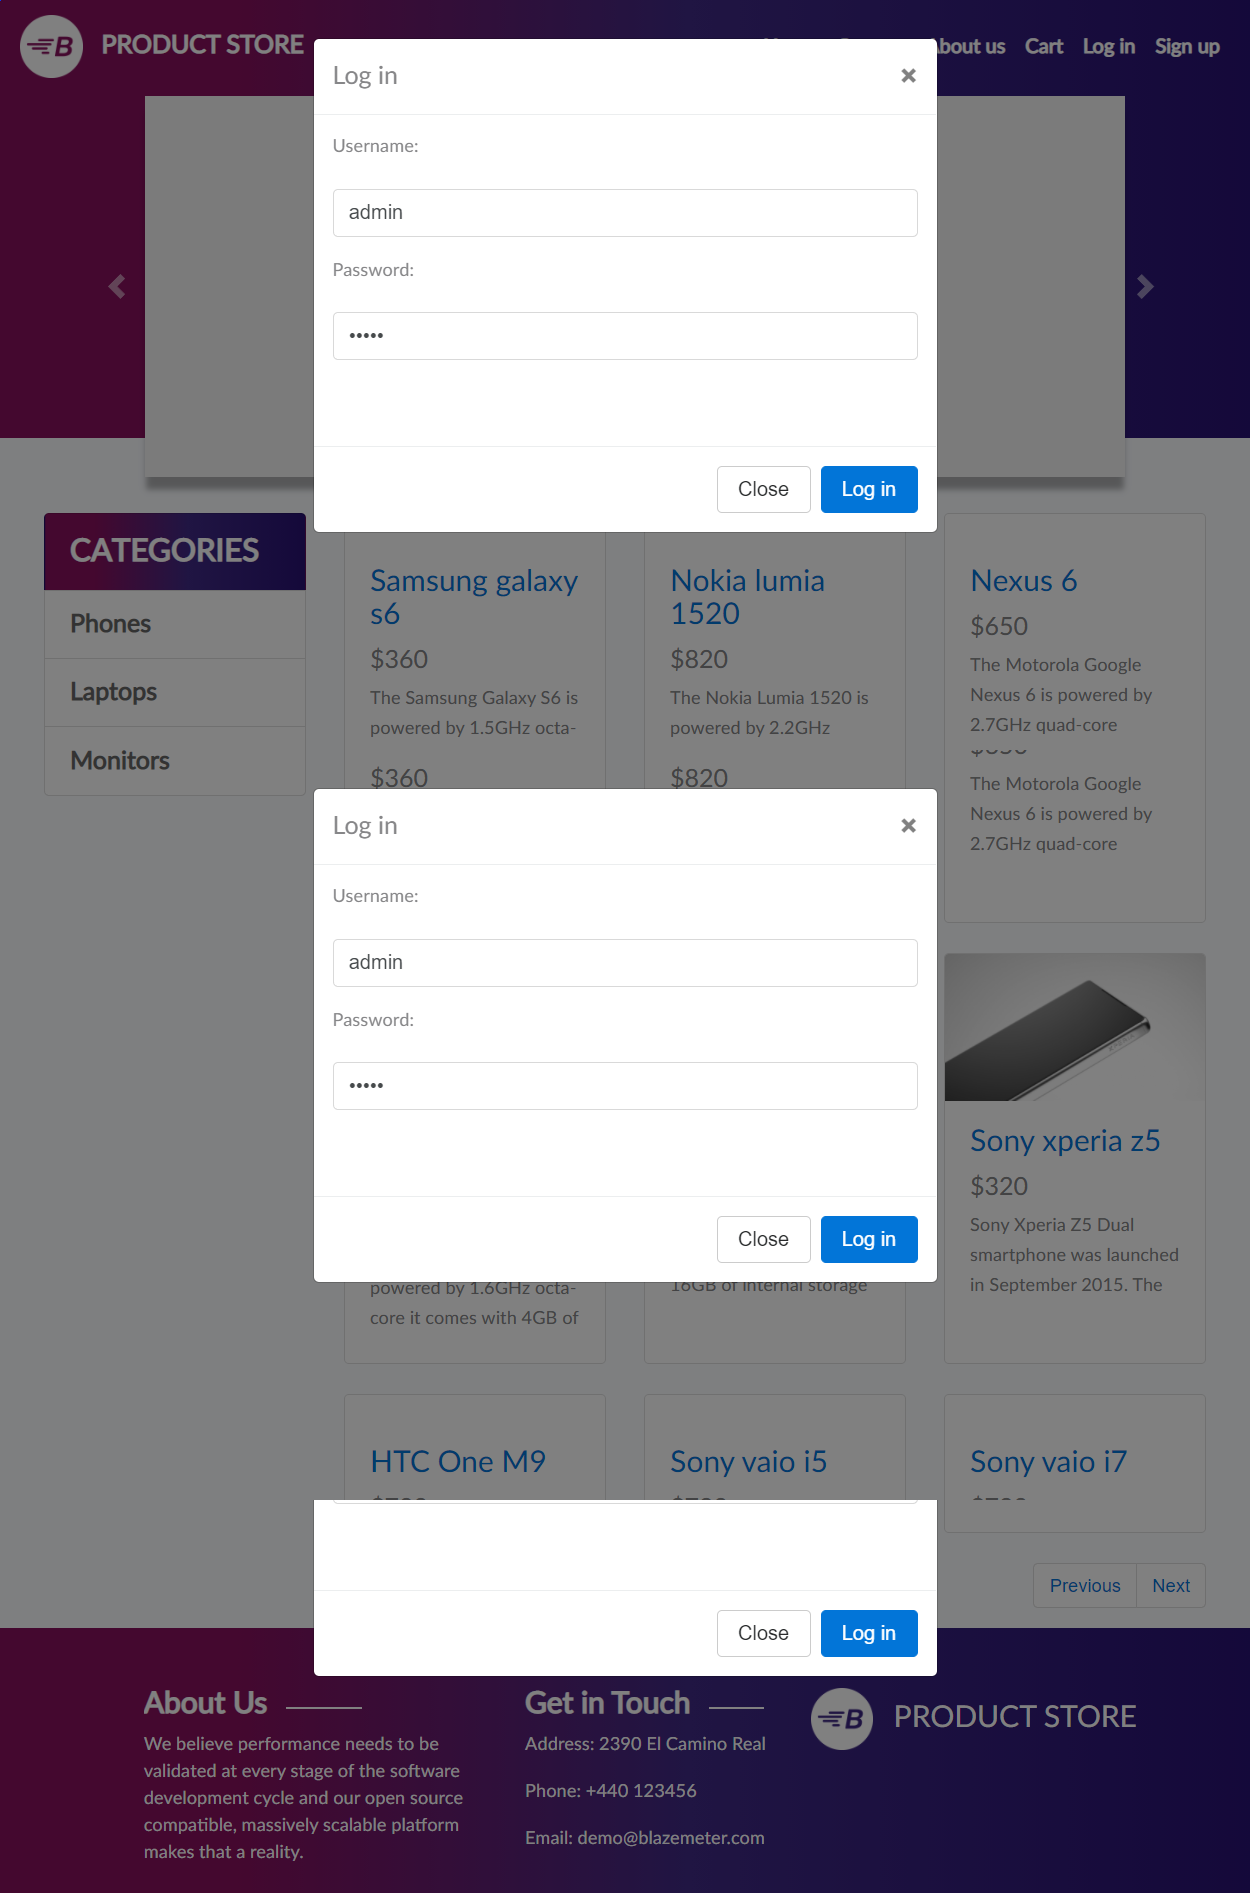 B PRODUCT STORE
About us Cart Log in Sign up
Log in ×
Username:
admin
Password:
•••••
Close Log in
CATEGORIES
Phones
Laptops
Monitors
Samsung galaxy
s6
$360
The Samsung Galaxy S6 is
powered by 1.5GHz octa-
$360
Nokia lumia
1520
$820
The Nokia Lumia 1520 is
powered by 2.2GHz
$820
Nexus 6
$650
The Motorola Google
Nexus 6 is powered by
2.7GHz quad-core
The Motorola Google
Nexus 6 is powered by
2.7GHz quad-core
Log in ×
Username:
admin
Password:
•••••
Close Log in
powered by 1.6GHz octa-
core it comes with 4GB of
16GB of internal storage
Sony xperia z5
$320
Sony Xperia Z5 Dual
smartphone was launched
in September 2015. The
HTC One M9
Sony vaio i5
Sony vaio i7
Previous Next
Close Log in
About Us
We believe performance needs to be
validated at every stage of the software
development cycle and our open source
compatible, massively scalable platform
makes that a reality.
Get in Touch
Address: 2390 El Camino Real
Phone: +440 123456
Email: demo@blazemeter.com
B PRODUCT STORE